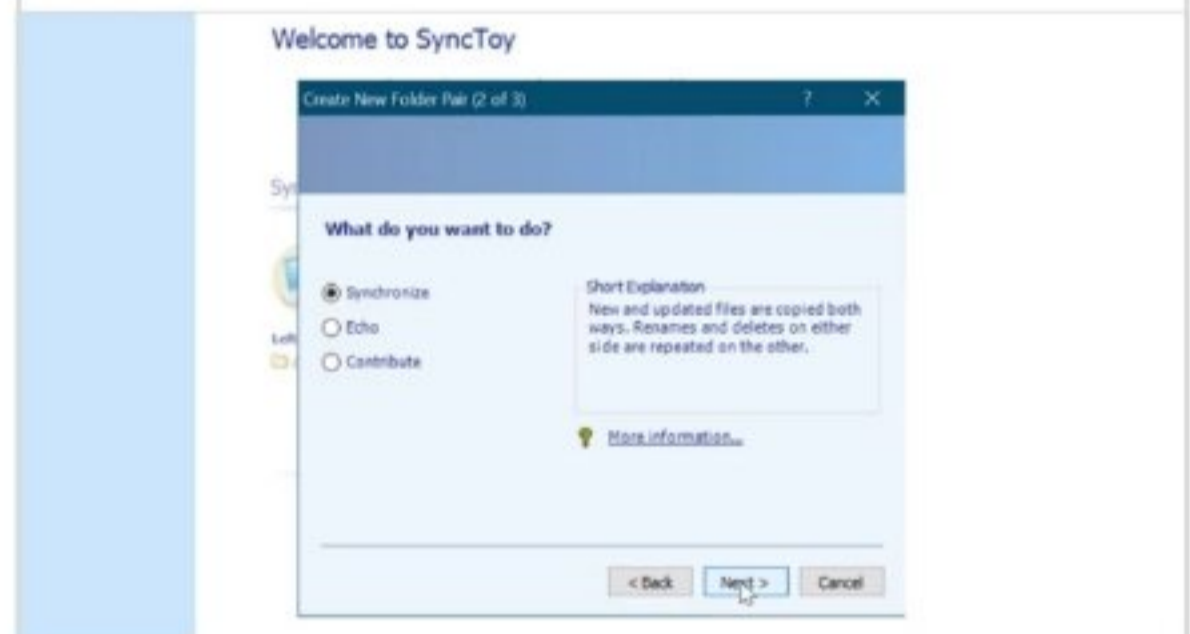 Welcome to SyncToy
Create New Folder Pair (2 of 3)
? ×
Syn
What do you want to do?
Synchronize
Echo
Contribute
Left
Short Explanation
New and updated files are copied both
ways. Renames and deletes on either
side are repeated on the other.
More information...
< Back
Next >
Cancel